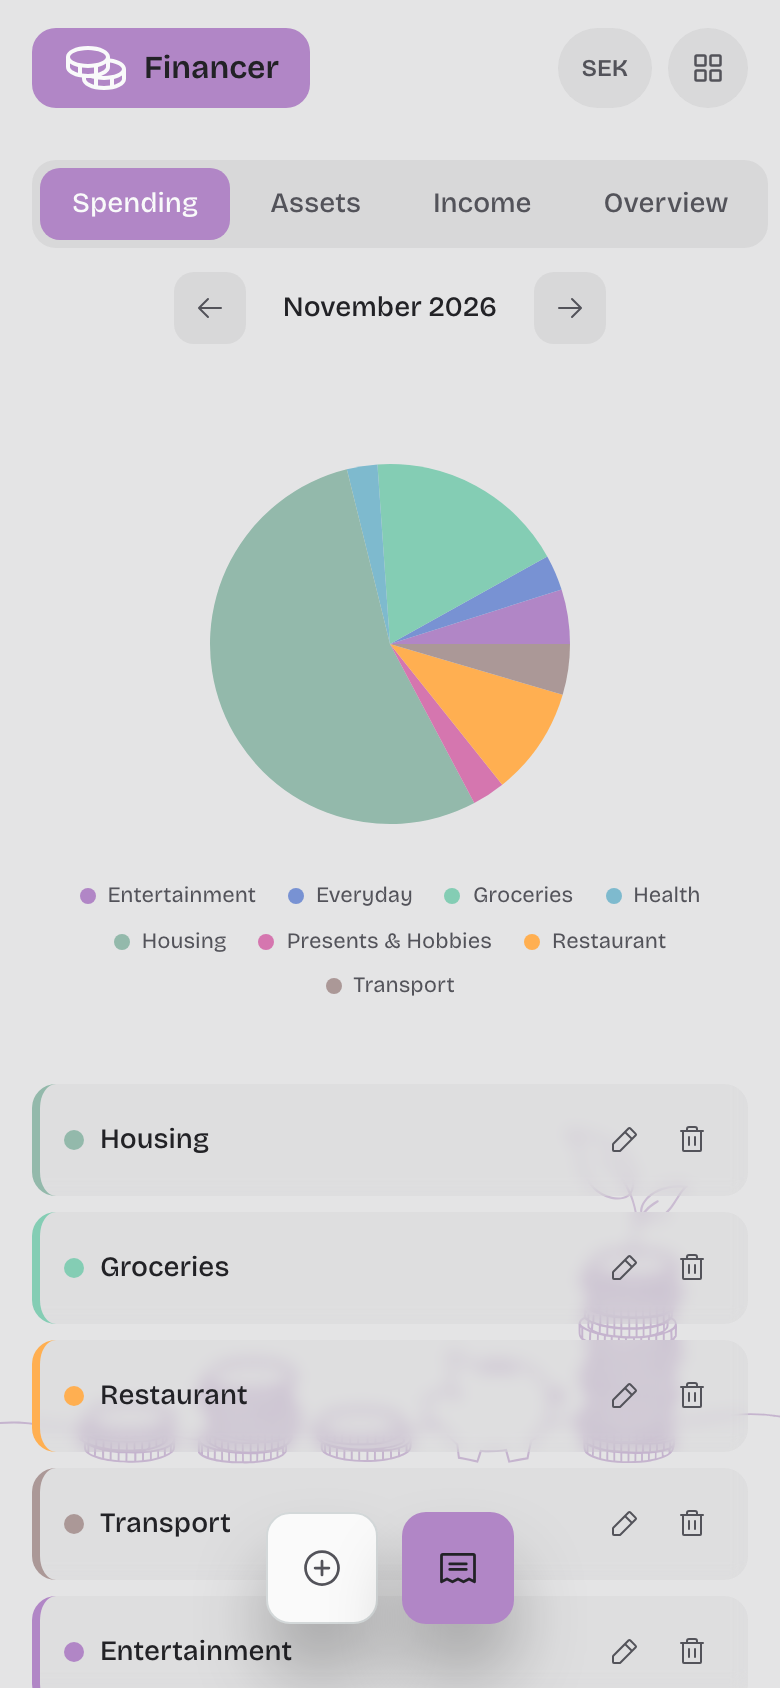 Financer
SEK
Spending Assets Income Overview
November 2026
Entertainment Everyday Groceries Health
Housing Presents & Hobbies Restaurant
Transport
Housing
Groceries
Restaurant
Transport
Entertainment